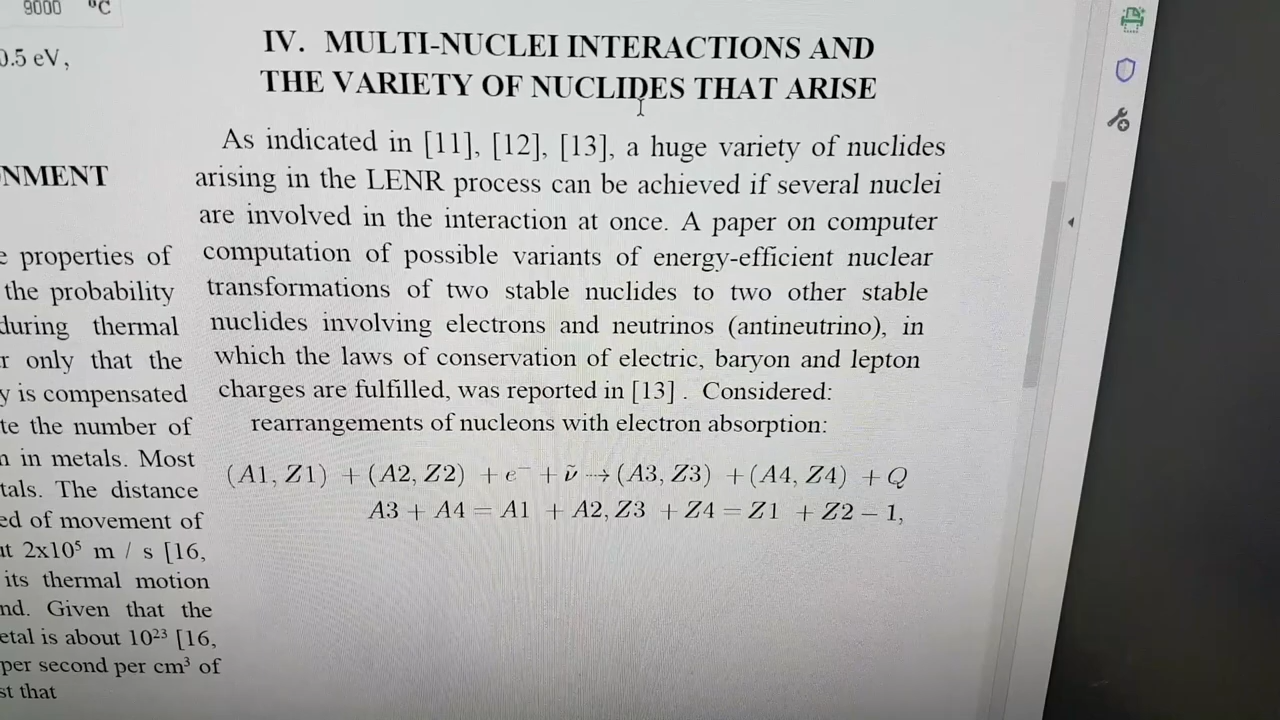 9000 ⁰C
0.5 eV,
NMENT
e properties of
the probability
during thermal
r only that the
y is compensated
te the number of
n in metals. Most
tals. The distance
ed of movement of
ut 2x10⁵ m / s [16,
its thermal motion
nd. Given that the
etal is about 10²³ [16,
per second per cm³ of
st that
IV. MULTI-NUCLEI INTERACTIONS AND
THE VARIETY OF NUCLIDES THAT ARISE
As indicated in [11], [12], [13], a huge variety of nuclides
arising in the LENR process can be achieved if several nuclei
are involved in the interaction at once. A paper on computer
computation of possible variants of energy-efficient nuclear
transformations of two stable nuclides to two other stable
nuclides involving electrons and neutrinos (antineutrino), in
which the laws of conservation of electric, baryon and lepton
charges are fulfilled, was reported in [13] . Considered:
rearrangements of nucleons with electron absorption:
(A1, Z1) + (A2, Z2) + e⁻ + ν̃ → (A3, Z3) + (A4, Z4) + Q
A3 + A4 = A1 + A2, Z3 + Z4 = Z1 + Z2 − 1,